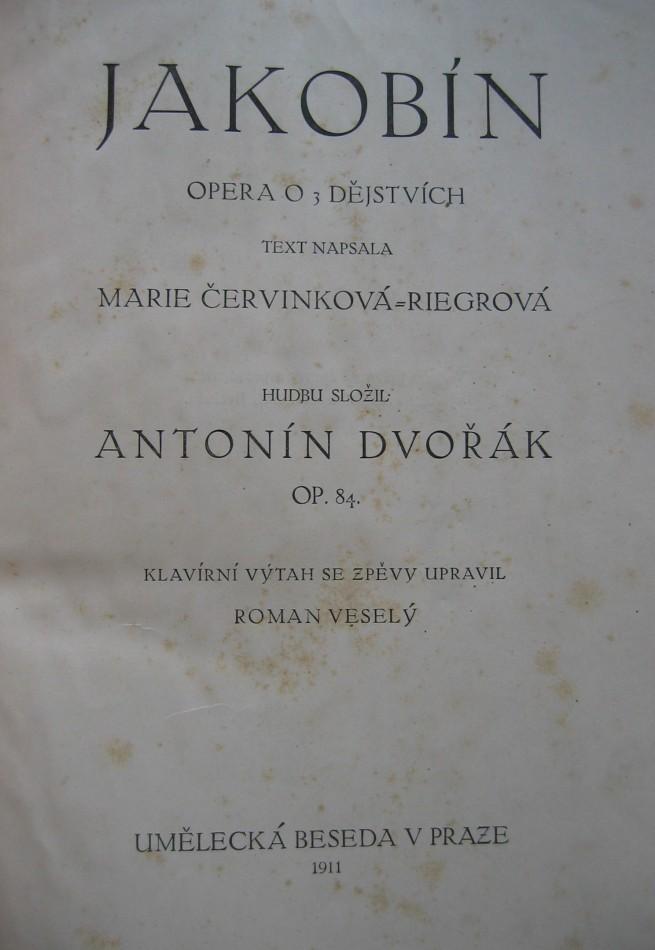 JAKOBÍN
OPERA O 3 DĚJSTVÍCH
TEXT NAPSALA
MARIE ČERVINKOVÁ=RIEGROVÁ
HUDBU SLOŽIL
ANTONÍN DVOŘÁK
OP. 84.
KLAVÍRNÍ VÝTAH SE ZPĚVY UPRAVIL
ROMAN VESELÝ
UMĚLECKÁ BESEDA V PRAZE
1911